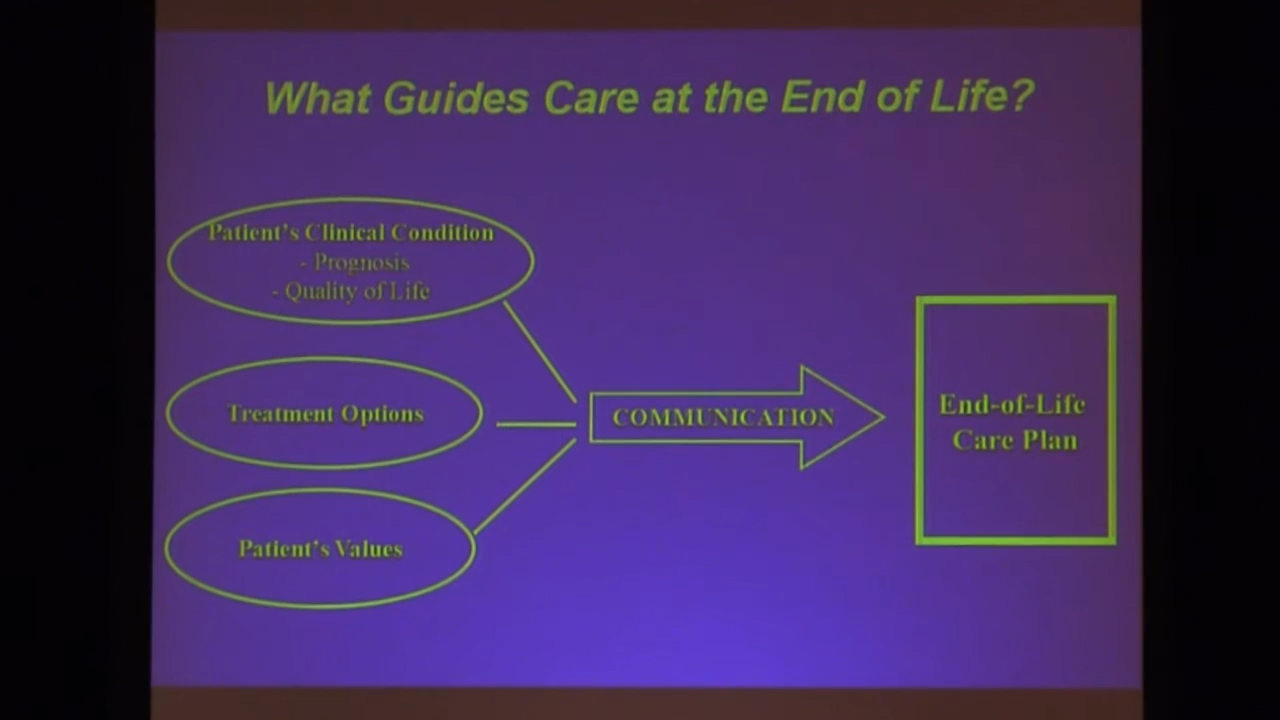 What Guides Care at the End of Life?
Patient's Clinical Condition
- Prognosis
- Quality of Life
Treatment Options
Patient's Values
COMMUNICATION
End-of-Life
Care Plan